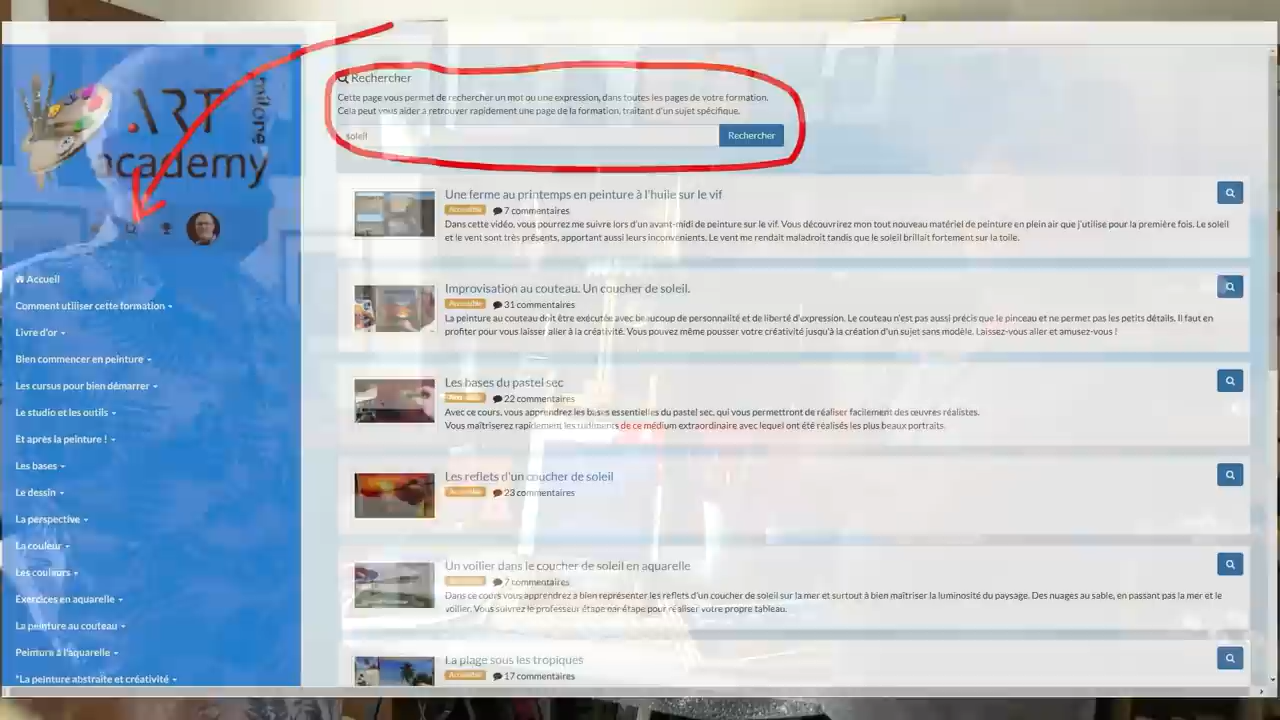 .ART
milone
academy
Accueil
Comment utiliser cette formation
Livre d'or
Bien commencer en peinture
Les cursus pour bien démarrer
Le studio et les outils
Et après la peinture !
Les bases
Le dessin
La perspective
La couleur
Les couleurs
Exercices en aquarelle
La peinture au couteau
Peinture à l'aquarelle
*La peinture abstraite et créativité
Rechercher
Cette page vous permet de rechercher un mot ou une expression, dans toutes les pages de votre formation.
Cela peut vous aider à retrouver rapidement une page de la formation, traitant d'un sujet spécifique.
soleil
Rechercher
Une ferme au printemps en peinture à l'huile sur le vif
7 commentaires
Dans cette vidéo, vous pourrez me suivre lors d'un avant-midi de peinture sur le vif. Vous découvrirez mon tout nouveau matériel de peinture en plein air que j'utilise pour la première fois. Le soleil
et le vent sont très présents, apportant aussi leurs inconvenients. Le vent me rendait maladroit tandis que le soleil brillait fortement sur la toile.
Improvisation au couteau. Un coucher de soleil.
31 commentaires
La peinture au couteau doit être exécutée avec beaucoup de personnalité et de liberté d'expression. Le couteau n'est pas aussi précis que le pinceau et ne permet pas les petits détails. Il faut en
profiter pour vous laisser aller à la créativité. Vous pouvez même pousser votre créativité jusqu'à la création d'un sujet sans modèle. Laissez-vous aller et amusez-vous !
Les bases du pastel sec
22 commentaires
Avec ce cours, vous apprendrez les bases essentielles du pastel sec, qui vous permettront de réaliser facilement des œuvres réalistes.
Vous maîtriserez rapidement les rudiments de ce médium extraordinaire avec lequel ont été réalisés les plus beaux portraits.
Les reflets d'un coucher de soleil
23 commentaires
Un voilier dans le coucher de soleil en aquarelle
7 commentaires
Dans ce cours vous apprendrez à bien représenter les reflets d'un coucher de soleil sur la mer et surtout à bien maîtriser la luminosité du paysage. Des nuages au sable, en passant pas la mer et le
voilier. Vous suivrez le professeur étape par étape pour réaliser votre propre tableau.
La plage sous les tropiques
17 commentaires